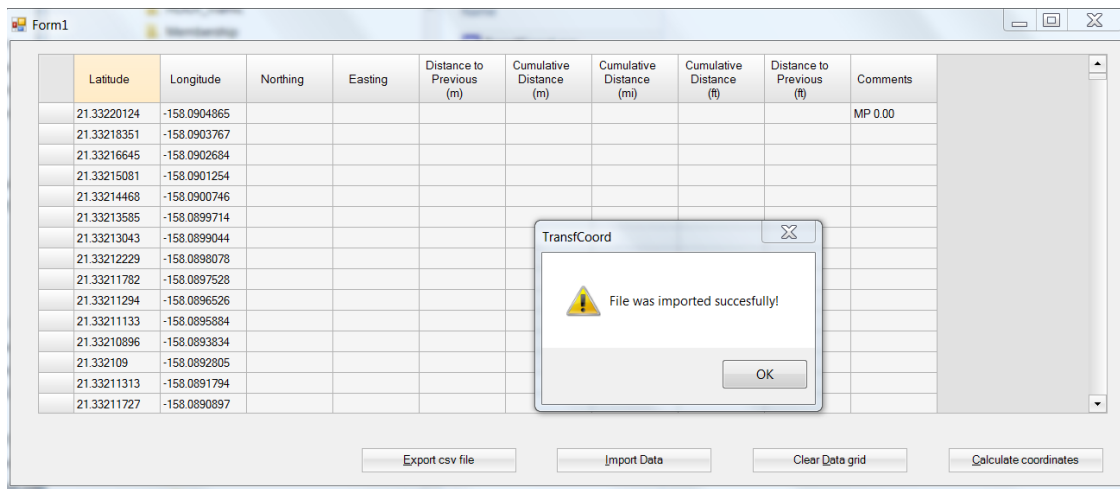 Form1
Latitude Longitude Northing Easting Distance to Previous (m) Cumulative Distance (m) Cumulative Distance (mi) Cumulative Distance (ft) Distance to Previous (ft) Comments
21.33220124 -158.0904865 MP 0.00
21.33218351 -158.0903767
21.33216645 -158.0902684
21.33215081 -158.0901254
21.33214468 -158.0900746
21.33213585 -158.0899714
21.33213043 -158.0899044
21.33212229 -158.0898078
21.33211782 -158.0897528
21.33211294 -158.0896526
21.33211133 -158.0895884
21.33210896 -158.0893834
21.332109 -158.0892805
21.33211313 -158.0891794
21.33211727 -158.0890897
TransfCoord
File was imported succesfully!
OK
Export csv file Import Data Clear Data grid Calculate coordinates